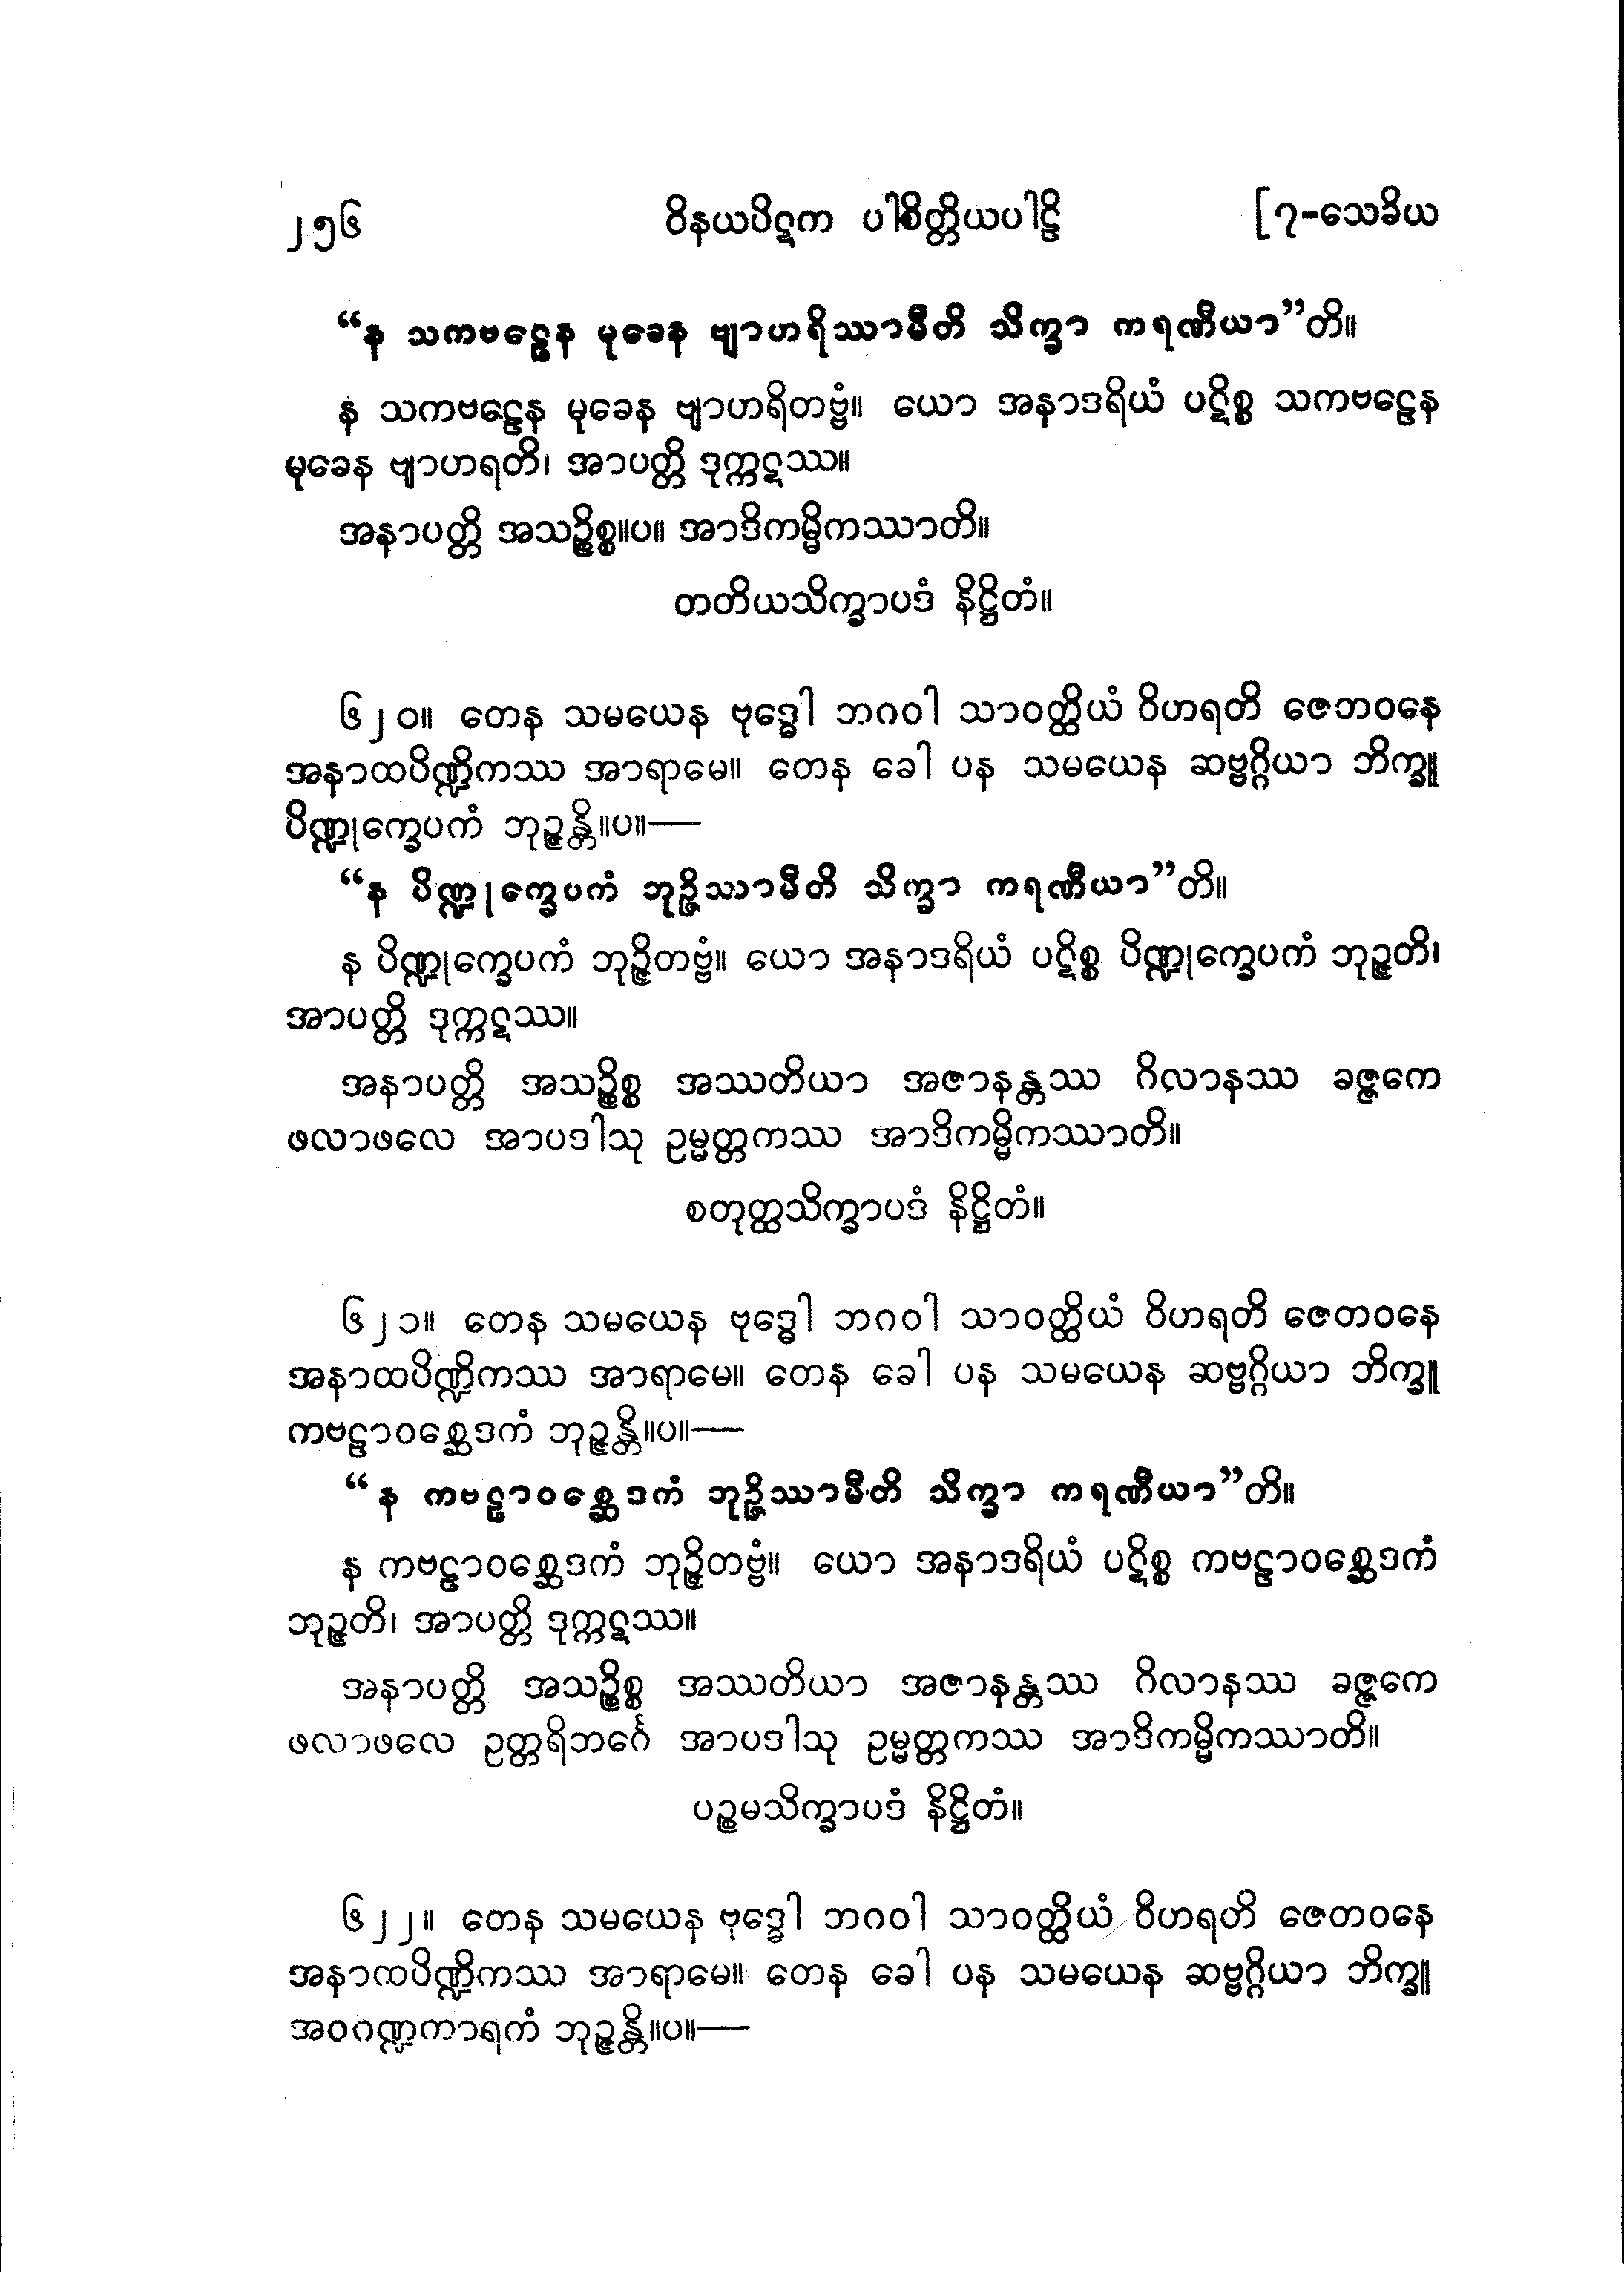 ၂၅၆ ဝိနယပိဋက ပါစိတ္တိယပါဠိ [၇-သေခိယ
“န သကဗဠေန မုခေန ဗျာဟရိဿာမီတိ သိက္ခာ ကရဏီယာ”တိ။
န သကဗဠေန မုခေန ဗျာဟရိတဗ္ဗံ။ ယော အနာဒရိယံ ပဋိစ္စ သကဗဠေန
မုခေန ဗျာဟရတိ၊ အာပတ္တိ ဒုက္ကဋဿ။
အနာပတ္တိ အသဉ္စိစ္စ။ပ။ အာဒိကမ္မိကဿာတိ။
တတိယသိက္ခာပဒံ နိဋ္ဌိတံ။
၆၂၀။ တေန သမယေန ဗုဒ္ဓေါ ဘဂဝါ သာဝတ္ထိယံ ဝိဟရတိ ဇေတဝနေ
အနာထပိဏ္ဍိကဿ အာရာမေ။ တေန ခေါ ပန သမယေန ဆဗ္ဗဂ္ဂိယာ ဘိက္ခူ
ပိဏ္ဍုက္ခေပကံ ဘုဉ္ဇန္တိ။ပ။—
“န ပိဏ္ဍုက္ခေပကံ ဘုဉ္ဇိဿာမီတိ သိက္ခာ ကရဏီယာ”တိ။
န ပိဏ္ဍုက္ခေပကံ ဘုဉ္ဇိတဗ္ဗံ။ ယော အနာဒရိယံ ပဋိစ္စ ပိဏ္ဍုက္ခေပကံ ဘုဉ္ဇတိ၊
အာပတ္တိ ဒုက္ကဋဿ။
အနာပတ္တိ အသဉ္စိစ္စ အဿတိယာ အဇာနန္တဿ ဂိလာနဿ ခဇ္ဇကေ
ဖလာဖလေ အာပဒါသု ဥမ္မတ္တကဿ အာဒိကမ္မိကဿာတိ။
စတုတ္ထသိက္ခာပဒံ နိဋ္ဌိတံ။
၆၂၁။ တေန သမယေန ဗုဒ္ဓေါ ဘဂဝါ သာဝတ္ထိယံ ဝိဟရတိ ဇေတဝနေ
အနာထပိဏ္ဍိကဿ အာရာမေ။ တေန ခေါ ပန သမယေန ဆဗ္ဗဂ္ဂိယာ ဘိက္ခူ
ကဗဠာဝစ္ဆေဒကံ ဘုဉ္ဇန္တိ။ပ။—
“န ကဗဠာဝစ္ဆေဒကံ ဘုဉ္ဇိဿာမီတိ သိက္ခာ ကရဏီယာ”တိ။
န ကဗဠာဝစ္ဆေဒကံ ဘုဉ္ဇိတဗ္ဗံ။ ယော အနာဒရိယံ ပဋိစ္စ ကဗဠာဝစ္ဆေဒကံ
ဘုဉ္ဇတိ၊ အာပတ္တိ ဒုက္ကဋဿ။
အနာပတ္တိ အသဉ္စိစ္စ အဿတိယာ အဇာနန္တဿ ဂိလာနဿ ခဇ္ဇကေ
ဖလာဖလေ ဥတ္တရိဘင်္ဂေ အာပဒါသု ဥမ္မတ္တကဿ အာဒိကမ္မိကဿာတိ။
ပဉ္စမသိက္ခာပဒံ နိဋ္ဌိတံ။
၆၂၂။ တေန သမယေန ဗုဒ္ဓေါ ဘဂဝါ သာဝတ္ထိယံ ဝိဟရတိ ဇေတဝနေ
အနာထပိဏ္ဍိကဿ အာရာမေ။ တေန ခေါ ပန သမယေန ဆဗ္ဗဂ္ဂိယာ ဘိက္ခူ
အဝဂဏ္ဍကာရကံ ဘုဉ္ဇန္တိ။ပ။—